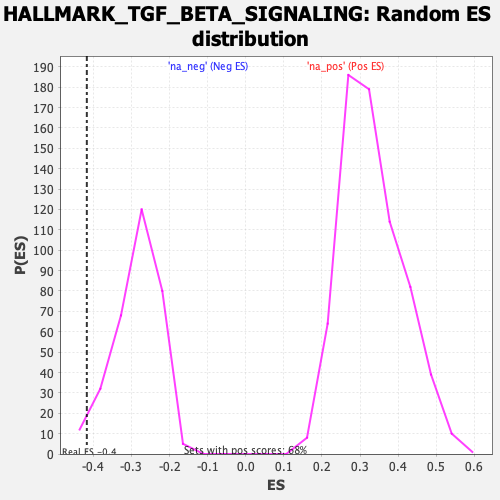 HALLMARK_TGF_BETA_SIGNALING: Random ES
distribution
'na_neg' (Neg ES) 'na_pos' (Pos ES)
190
180
170
160
150
140
130
120
110
100
90
80
70
60
50
40
30
20
10
0
P(ES)
Real ES -0.4
Sets with pos scores: 68%
-0.4 -0.3 -0.2 -0.1 0.0 0.1 0.2 0.3 0.4 0.5 0.6
ES